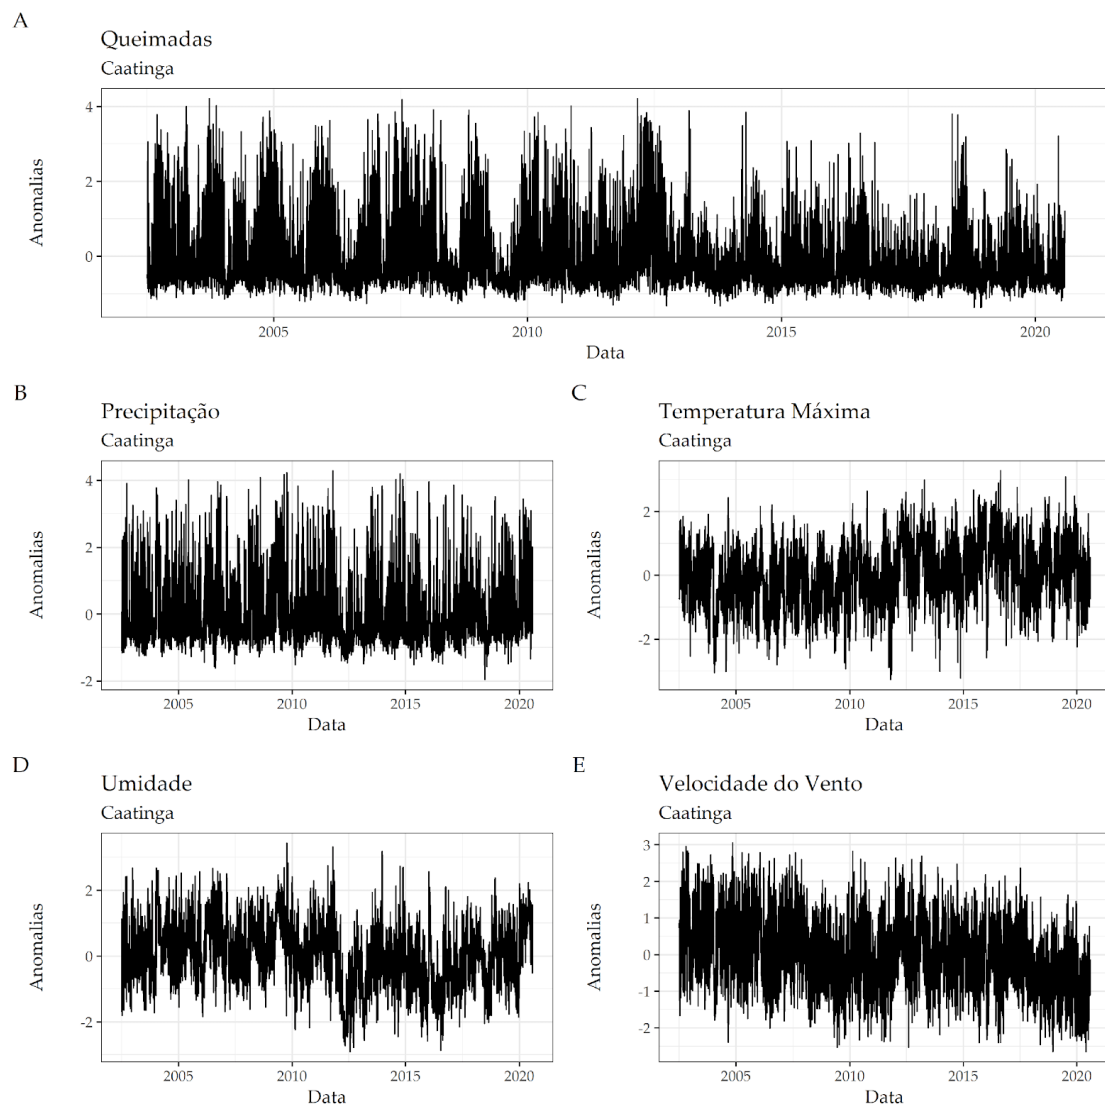 A
Queimadas
Caatinga
4
2
0
Anomalias
2005
2010
2015
2020
Data
B
Precipitação
Caatinga
4
2
0
-2
Anomalias
2005
2010
2015
2020
Data
C
Temperatura Máxima
Caatinga
2
0
-2
Anomalias
2005
2010
2015
2020
Data
D
Umidade
Caatinga
2
0
-2
Anomalias
2005
2010
2015
2020
Data
E
Velocidade do Vento
Caatinga
3
2
1
0
-1
-2
Anomalias
2005
2010
2015
2020
Data